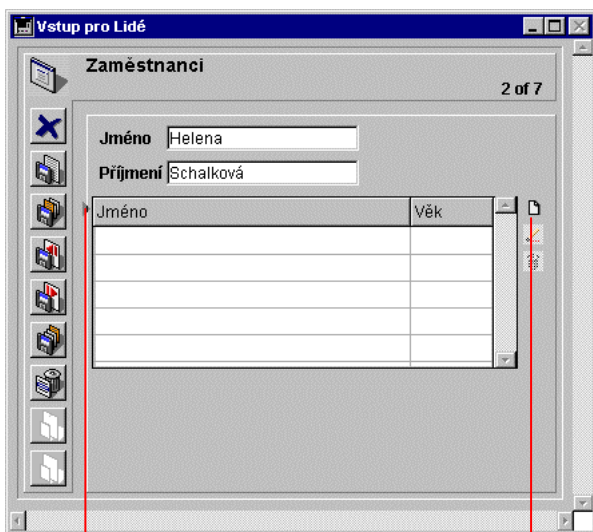 Vstup pro Lidé
Zaměstnanci
2 of 7
Jméno Helena
Příjmení Schalková
Jméno Věk